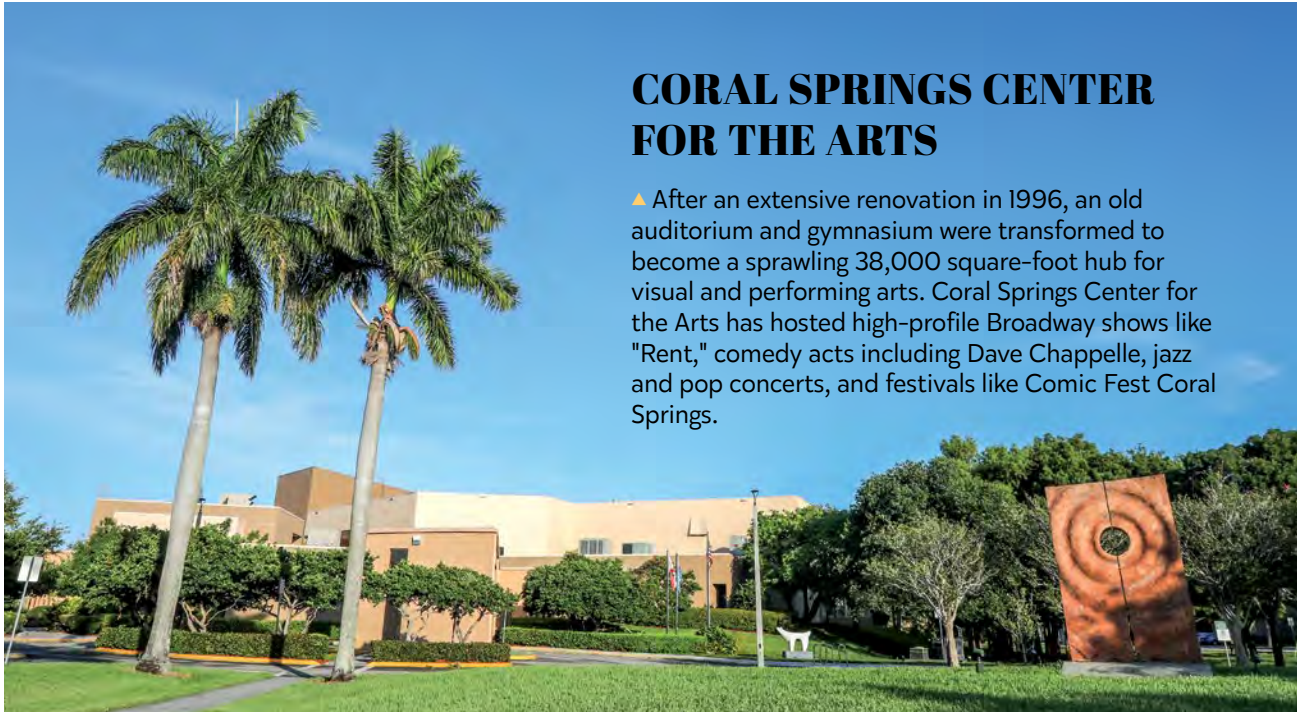 CORAL SPRINGS CENTER
FOR THE ARTS
After an extensive renovation in 1996, an old
auditorium and gymnasium were transformed to
become a sprawling 38,000 square-foot hub for
visual and performing arts. Coral Springs Center for
the Arts has hosted high-profile Broadway shows like
"Rent," comedy acts including Dave Chappelle, jazz
and pop concerts, and festivals like Comic Fest Coral
Springs.